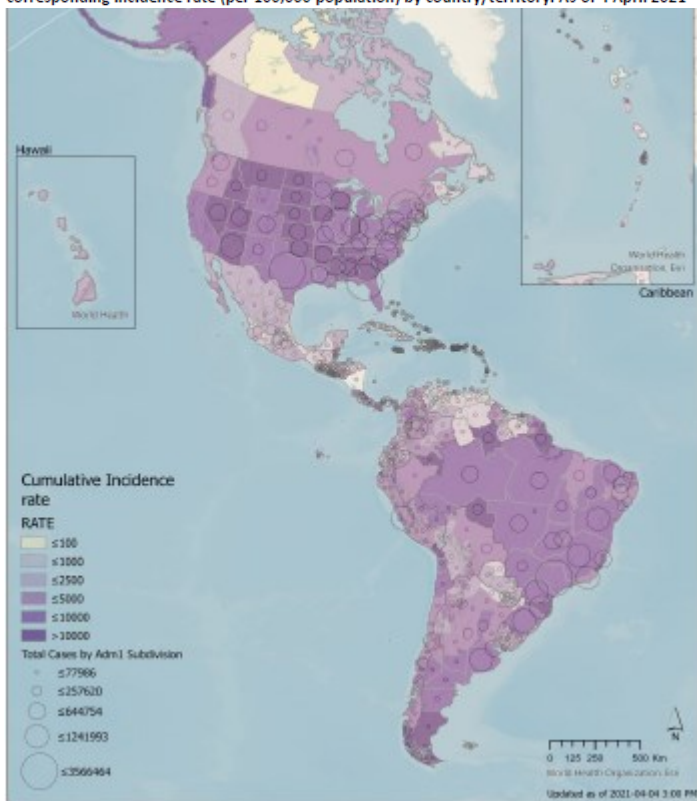 corresponding incidence rate (per 100,000 population) by country/territory. As of 4 April 2021
Hawaii
World Health
World Health
Organization, Esri
Caribbean
Cumulative Incidence
rate
RATE
≤100
≤1000
≤2500
≤5000
≤10000
>10000
Total Cases by Adm1 Subdivision
≤77986
≤257620
≤644754
≤1241993
≤3566464
N
0 125 250 500 Km
World Health Organization Esri
Updated as of 2021-04-04 3:00 PM